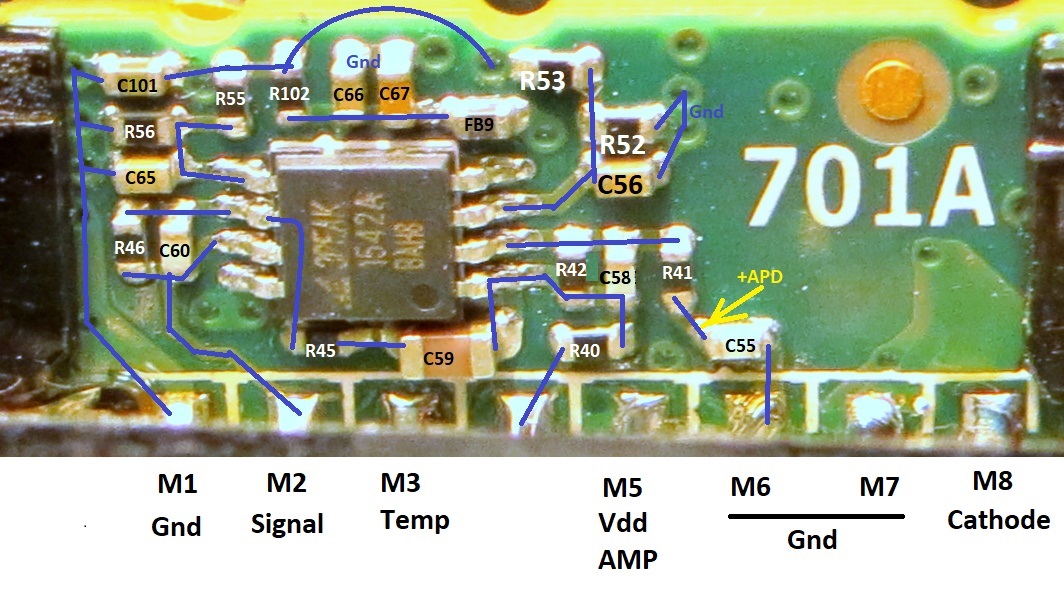 C101
R55
R102
Gnd
C66
C67
R53
R56
FB9
R52
Gnd
C65
C56
701A
1542A
R46
C60
R42
C58
R41
+APD
R45
C59
R40
C55
M1
Gnd
M2
Signal
M3
Temp
M5
Vdd
AMP
M6
M7
Gnd
M8
Cathode